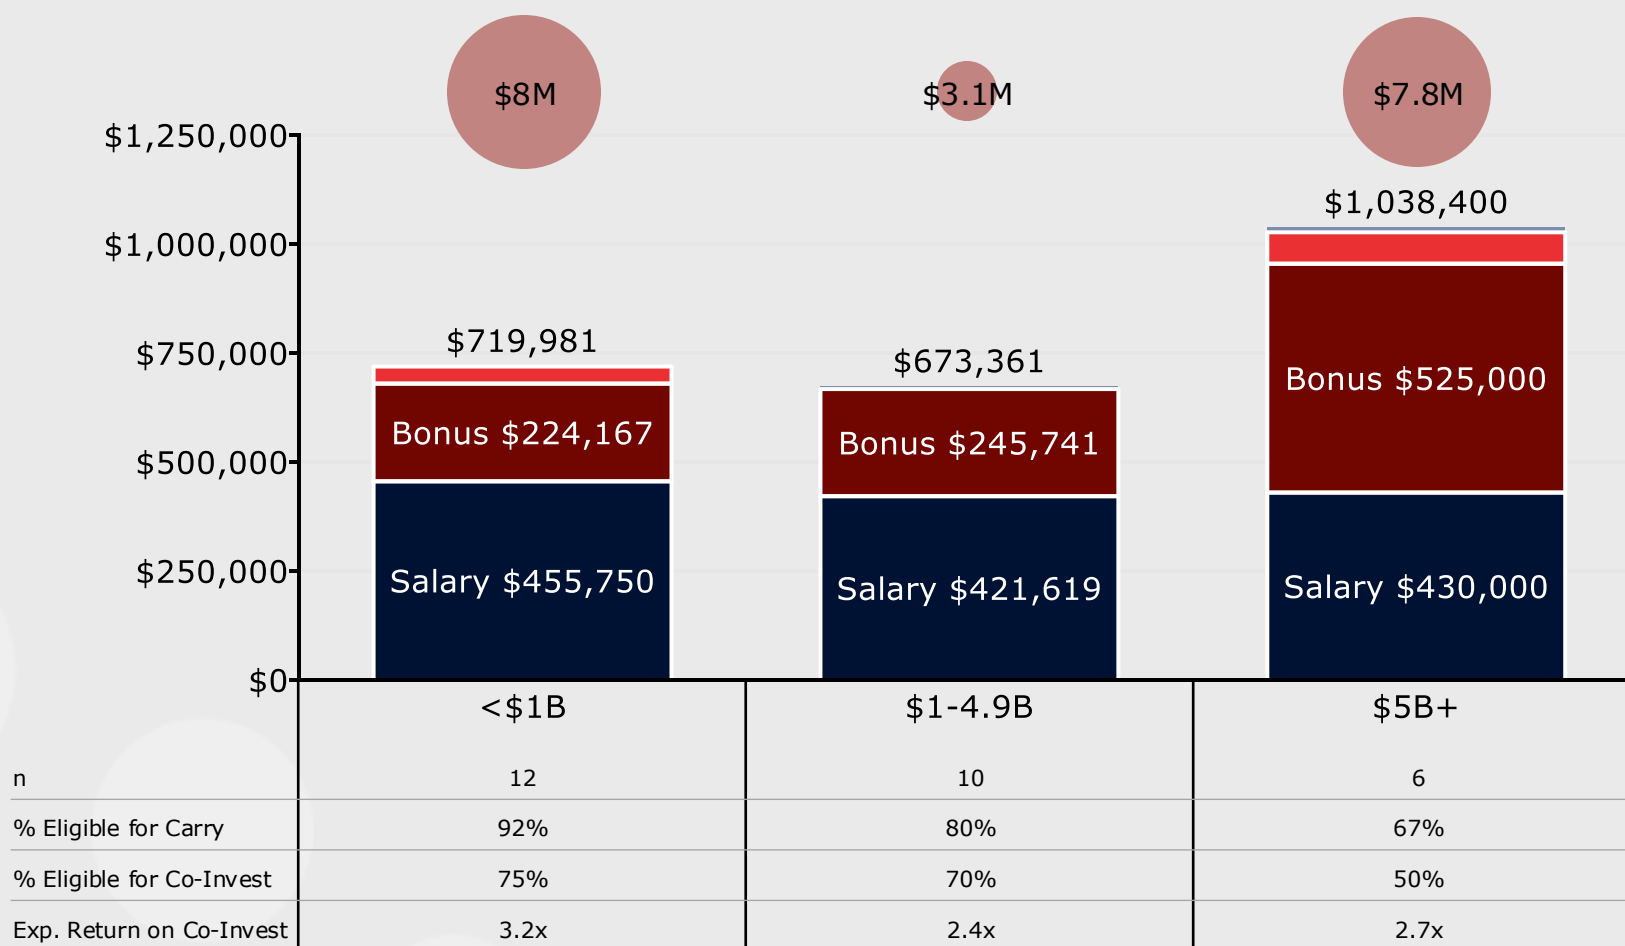 $8M $3.1M $7.8M
$1,250,000
$1,038,400
$1,000,000
$719,981
$750,000
$673,361
Bonus $525,000
Bonus $224,167
Bonus $245,741
$500,000
$250,000
Salary $455,750
Salary $421,619
Salary $430,000
$0
<$1B $1-4.9B $5B+
n 12 10 6
% Eligible for Carry 92% 80% 67%
% Eligible for Co-Invest 75% 70% 50%
Exp. Return on Co-Invest 3.2x 2.4x 2.7x